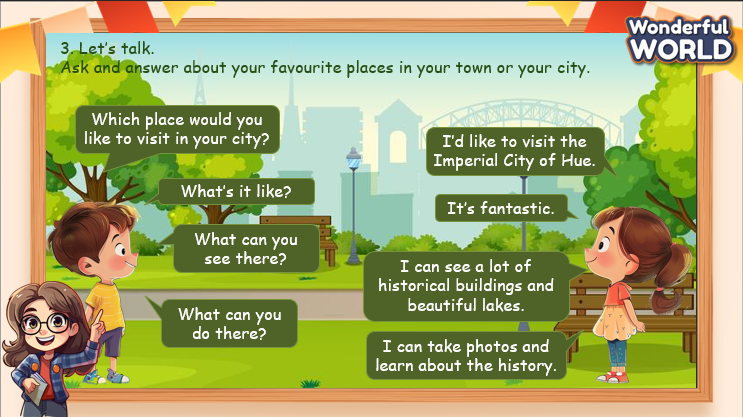 Wonderful
WORLD
3. Let's talk.
Ask and answer about your favourite places in your town or your city.
Which place would you
like to visit in your city?
I'd like to visit the
Imperial City of Hue.
What's it like?
It's fantastic.
What can you
see there?
I can see a lot of
historical buildings and
beautiful lakes.
What can you
do there?
I can take photos and
learn about the history.